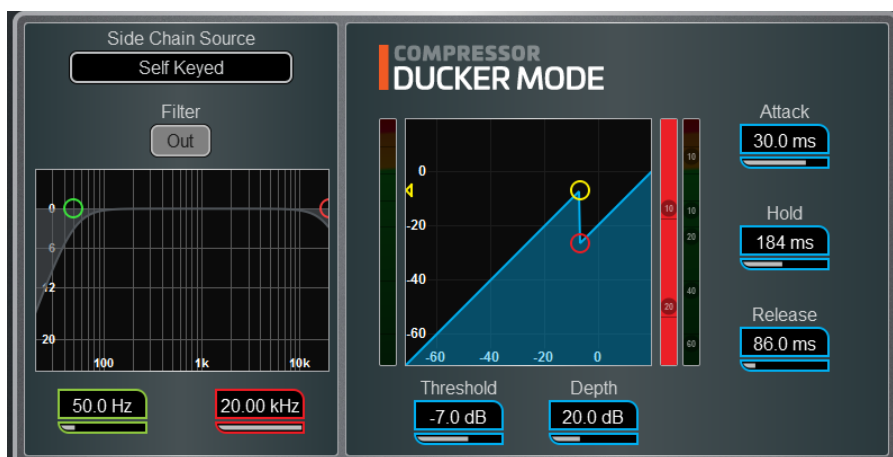 Side Chain Source
Self Keyed
Filter
Out
0
6
12
20
100 1k 10k
50.0 Hz 20.00 kHz
COMPRESSOR
DUCKER MODE
0
-20
-40
-60
-60 -40 -20 0
10
20
10
10
20
40
60
Threshold Depth
-7.0 dB 20.0 dB
Attack
30.0 ms
Hold
184 ms
Release
86.0 ms